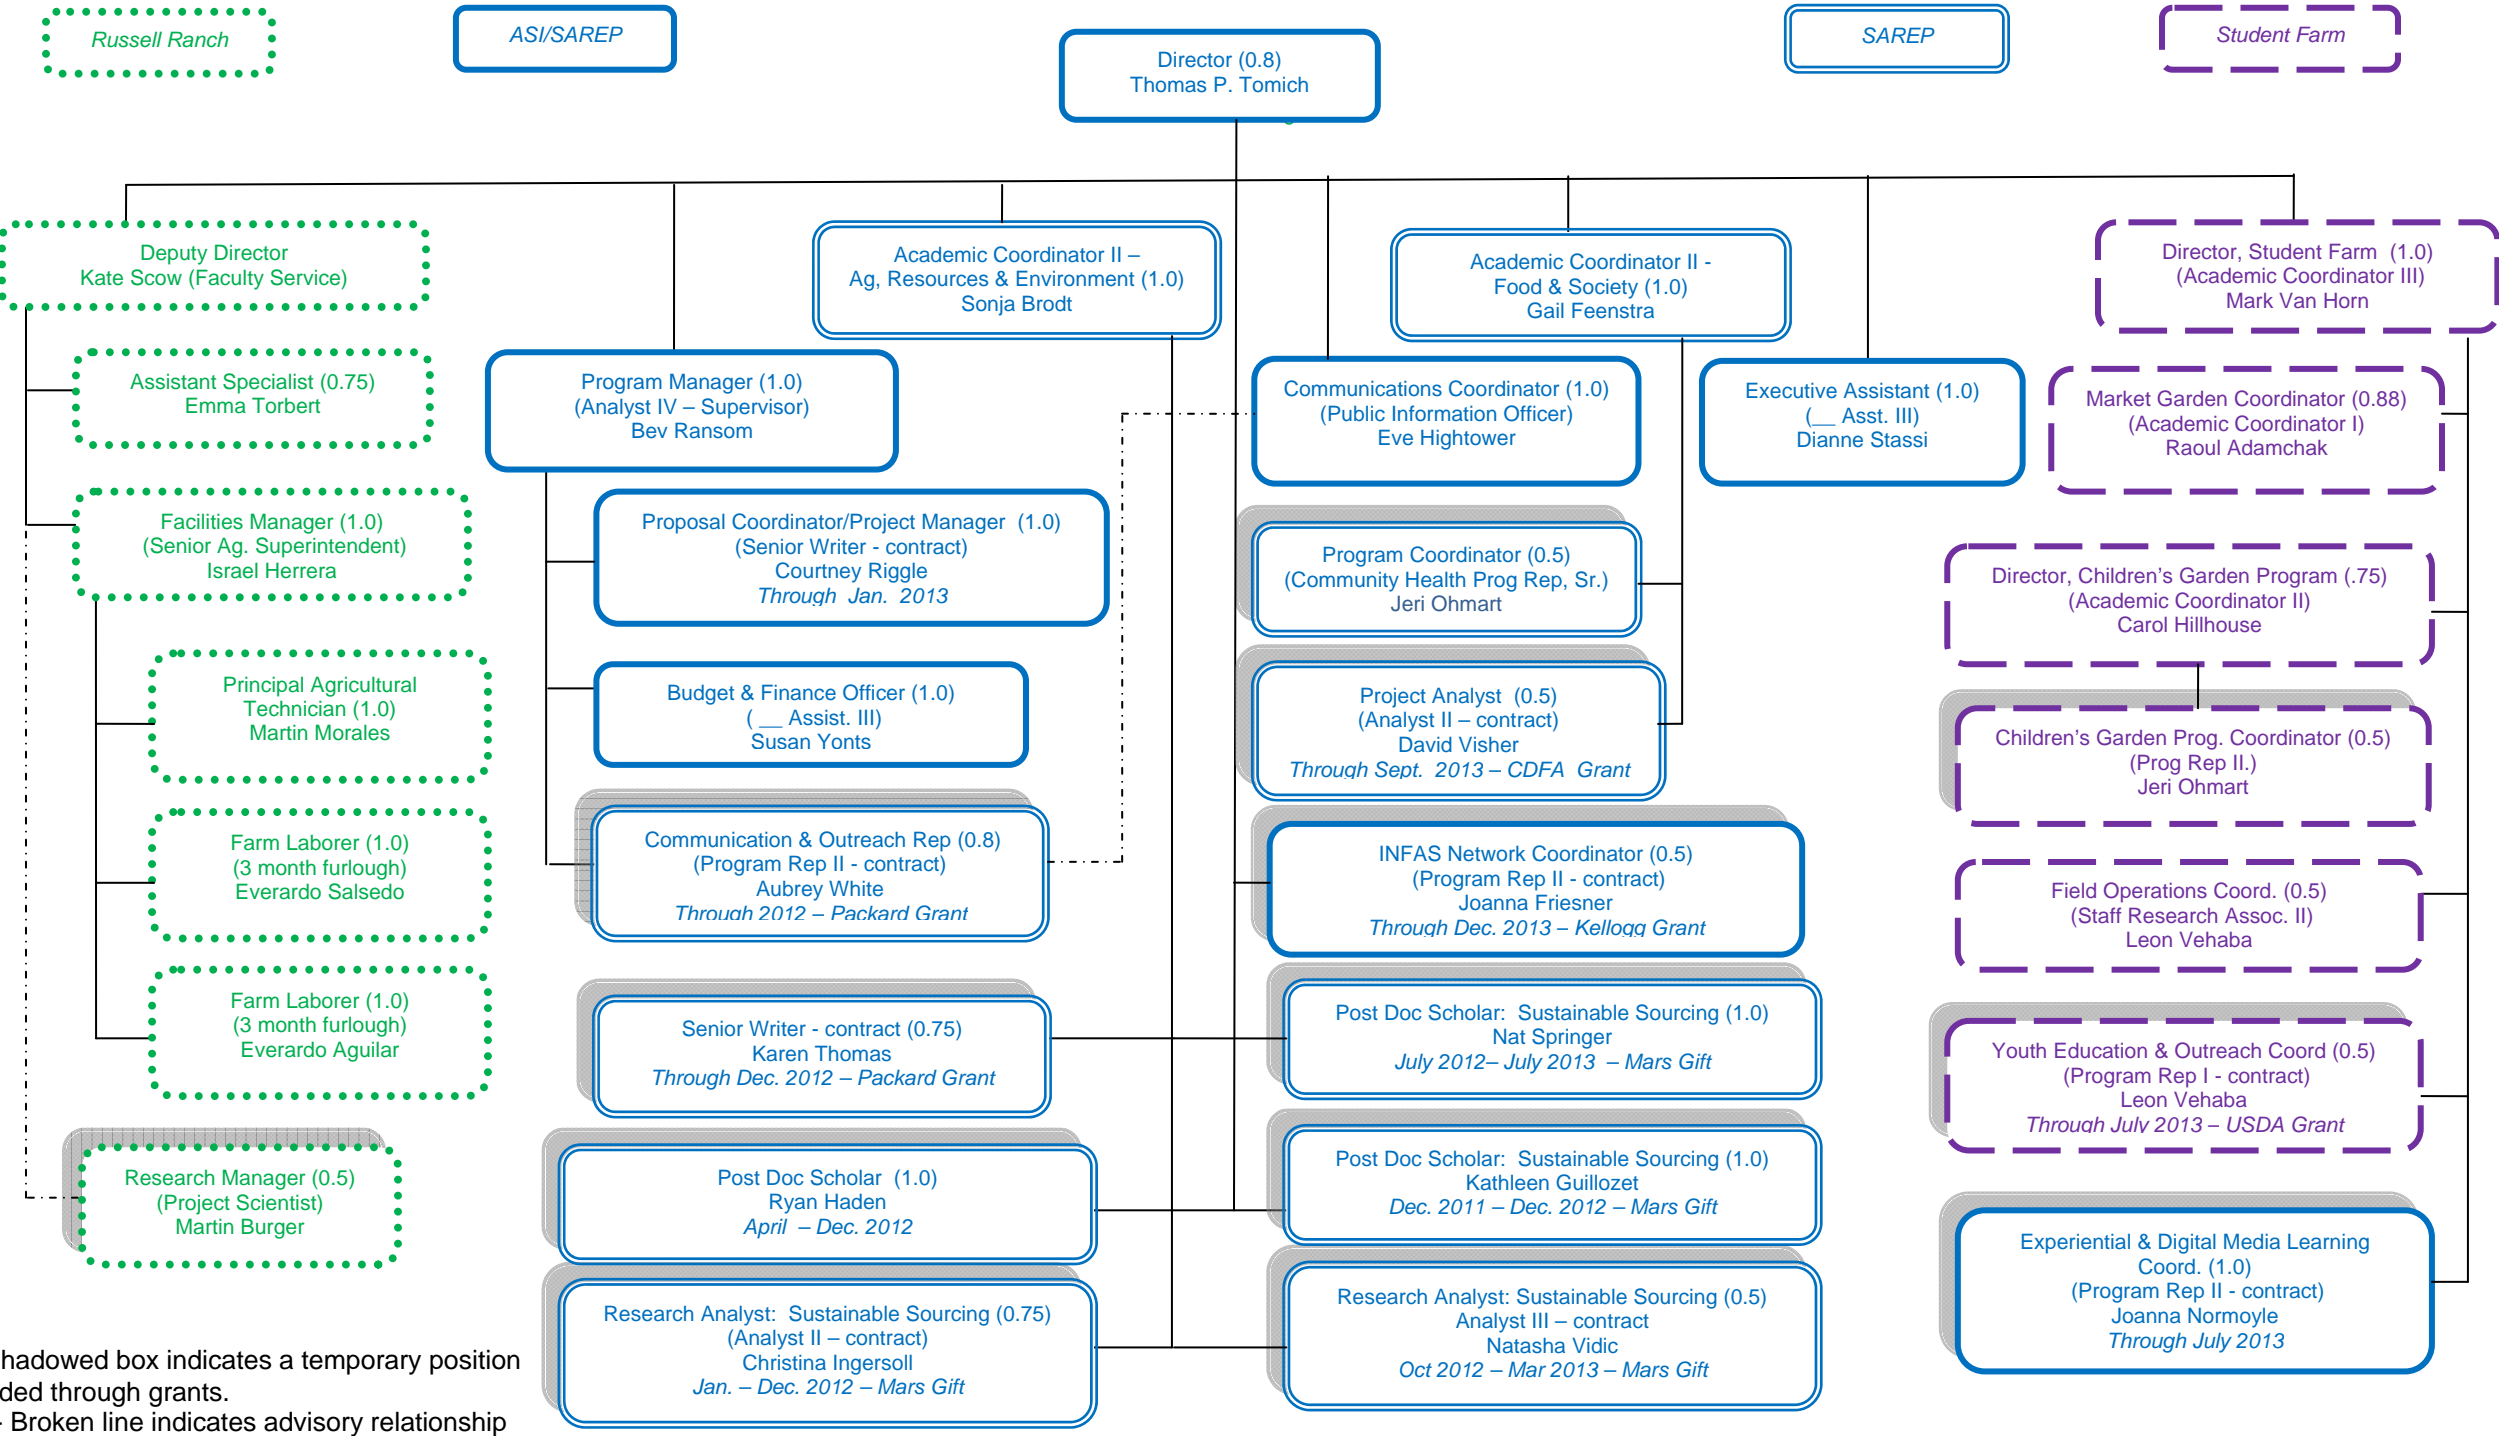 Russell Ranch
ASI/SAREP
SAREP
Student Farm
Director (0.8)
Thomas P. Tomich
Deputy Director
Kate Scow (Faculty Service)
Academic Coordinator II –
Ag, Resources & Environment (1.0)
Sonja Brodt
Academic Coordinator II -
Food & Society (1.0)
Gail Feenstra
Director, Student Farm (1.0)
(Academic Coordinator III)
Mark Van Horn
Assistant Specialist (0.75)
Emma Torbert
Program Manager (1.0)
(Analyst IV – Supervisor)
Bev Ransom
Communications Coordinator (1.0)
(Public Information Officer)
Eve Hightower
Executive Assistant (1.0)
(__ Asst. III)
Dianne Stassi
Market Garden Coordinator (0.88)
(Academic Coordinator I)
Raoul Adamchak
Facilities Manager (1.0)
(Senior Ag. Superintendent)
Israel Herrera
Proposal Coordinator/Project Manager (1.0)
(Senior Writer - contract)
Courtney Riggle
Through Jan. 2013
Program Coordinator (0.5)
(Community Health Prog Rep, Sr.)
Jeri Ohmart
Director, Children's Garden Program (.75)
(Academic Coordinator II)
Carol Hillhouse
Principal Agricultural
Technician (1.0)
Martin Morales
Budget & Finance Officer (1.0)
( __ Assist. III)
Susan Yonts
Project Analyst (0.5)
(Analyst II – contract)
David Visher
Through Sept. 2013 – CDFA Grant
Children's Garden Prog. Coordinator (0.5)
(Prog Rep II.)
Jeri Ohmart
Farm Laborer (1.0)
(3 month furlough)
Everardo Salsedo
Communication & Outreach Rep (0.8)
(Program Rep II - contract)
Aubrey White
Through 2012 – Packard Grant
INFAS Network Coordinator (0.5)
(Program Rep II - contract)
Joanna Friesner
Through Dec. 2013 – Kellogg Grant
Field Operations Coord. (0.5)
(Staff Research Assoc. II)
Leon Vehaba
Farm Laborer (1.0)
(3 month furlough)
Everardo Aguilar
Senior Writer - contract (0.75)
Karen Thomas
Through Dec. 2012 – Packard Grant
Post Doc Scholar: Sustainable Sourcing (1.0)
Nat Springer
July 2012– July 2013 – Mars Gift
Youth Education & Outreach Coord (0.5)
(Program Rep I - contract)
Leon Vehaba
Through July 2013 – USDA Grant
Research Manager (0.5)
(Project Scientist)
Martin Burger
Post Doc Scholar (1.0)
Ryan Haden
April – Dec. 2012
Post Doc Scholar: Sustainable Sourcing (1.0)
Kathleen Guillozet
Dec. 2011 – Dec. 2012 – Mars Gift
Experiential & Digital Media Learning
Coord. (1.0)
(Program Rep II - contract)
Joanna Normoyle
Through July 2013
Research Analyst: Sustainable Sourcing (0.75)
(Analyst II – contract)
Christina Ingersoll
Jan. – Dec. 2012 – Mars Gift
Research Analyst: Sustainable Sourcing (0.5)
Analyst III – contract
Natasha Vidic
Oct 2012 – Mar 2013 – Mars Gift
hadowed box indicates a temporary position
ded through grants.
- Broken line indicates advisory relationship